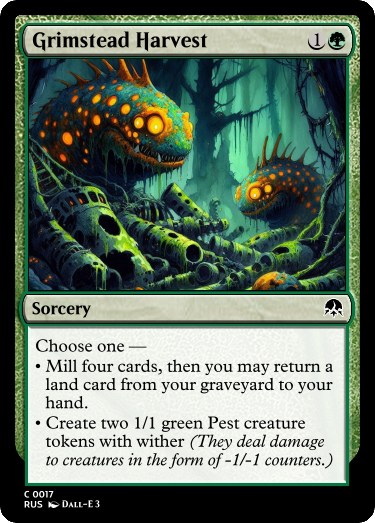 Grimstead Harvest 1
Sorcery
Choose one —
• Mill four cards, then you may return a
land card from your graveyard to your
hand.
• Create two 1/1 green Pest creature
tokens with wither (They deal damage
to creatures in the form of -1/-1 counters.)
C 0017
RUS DALL-E 3